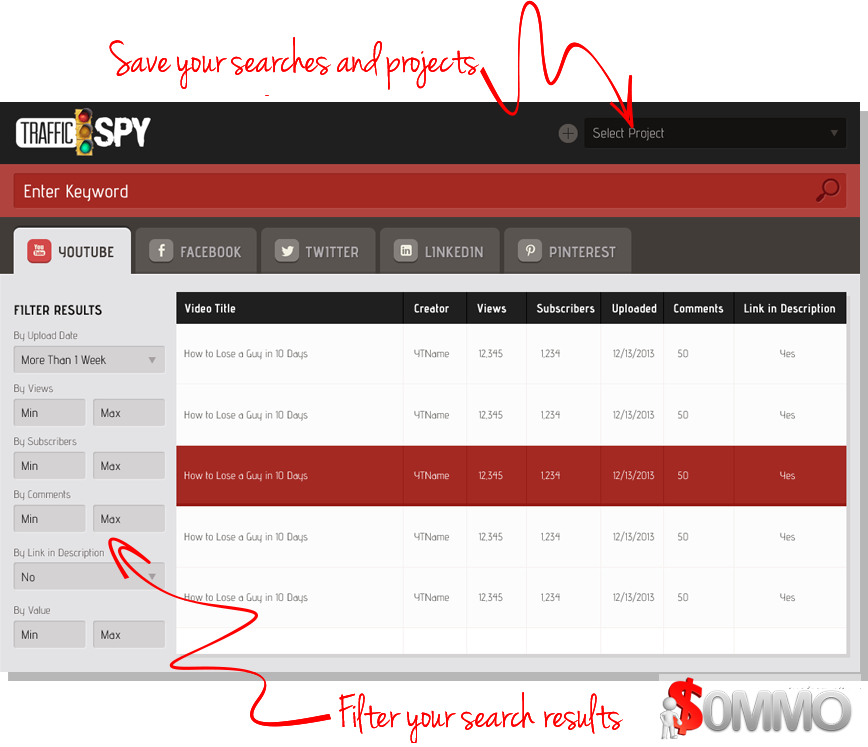 Save your searches and projects
TRAFFIC SPY
Select Project
Enter Keyword
YouTube YOUTUBE f FACEBOOK TWITTER in LINKEDIN PINTEREST
FILTER RESULTS
By Upload Date
More Than 1 Week
By Views
Min Max
By Subscribers
Min Max
By Comments
Min Max
By Link in Description
No
By Value
Min Max
Video Title Creator Views Subscribers Uploaded Comments Link in Description
How to Lose a Guy in 10 Days YTName 12,345 1,234 12/13/2013 50 Yes
How to Lose a Guy in 10 Days YTName 12,345 1,234 12/13/2013 50 Yes
How to Lose a Guy in 10 Days YTName 12,345 1,234 12/13/2013 50 Yes
How to Lose a Guy in 10 Days YTName 12,345 1,234 12/13/2013 50 Yes
How to Lose a Guy in 10 Days YTName 12,345 1,234 12/13/2013 50 Yes
Filter your search results
$OMMO